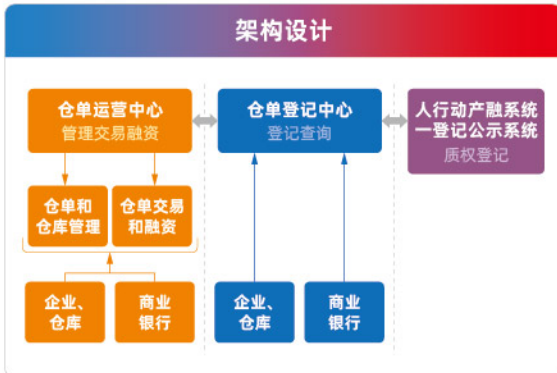 架构设计
仓单运营中心
管理交易融资
仓单登记中心
登记查询
人行动产融系统
一登记公示系统
质权登记
仓单和
仓库管理
仓单交易
和融资
企业、
仓库
商业
银行
企业、
仓库
商业
银行